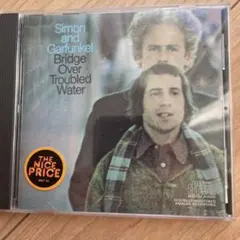 Simon
and
Garfunkel
Bridge
Over
Troubled
Water
THE
NICE
PRICE